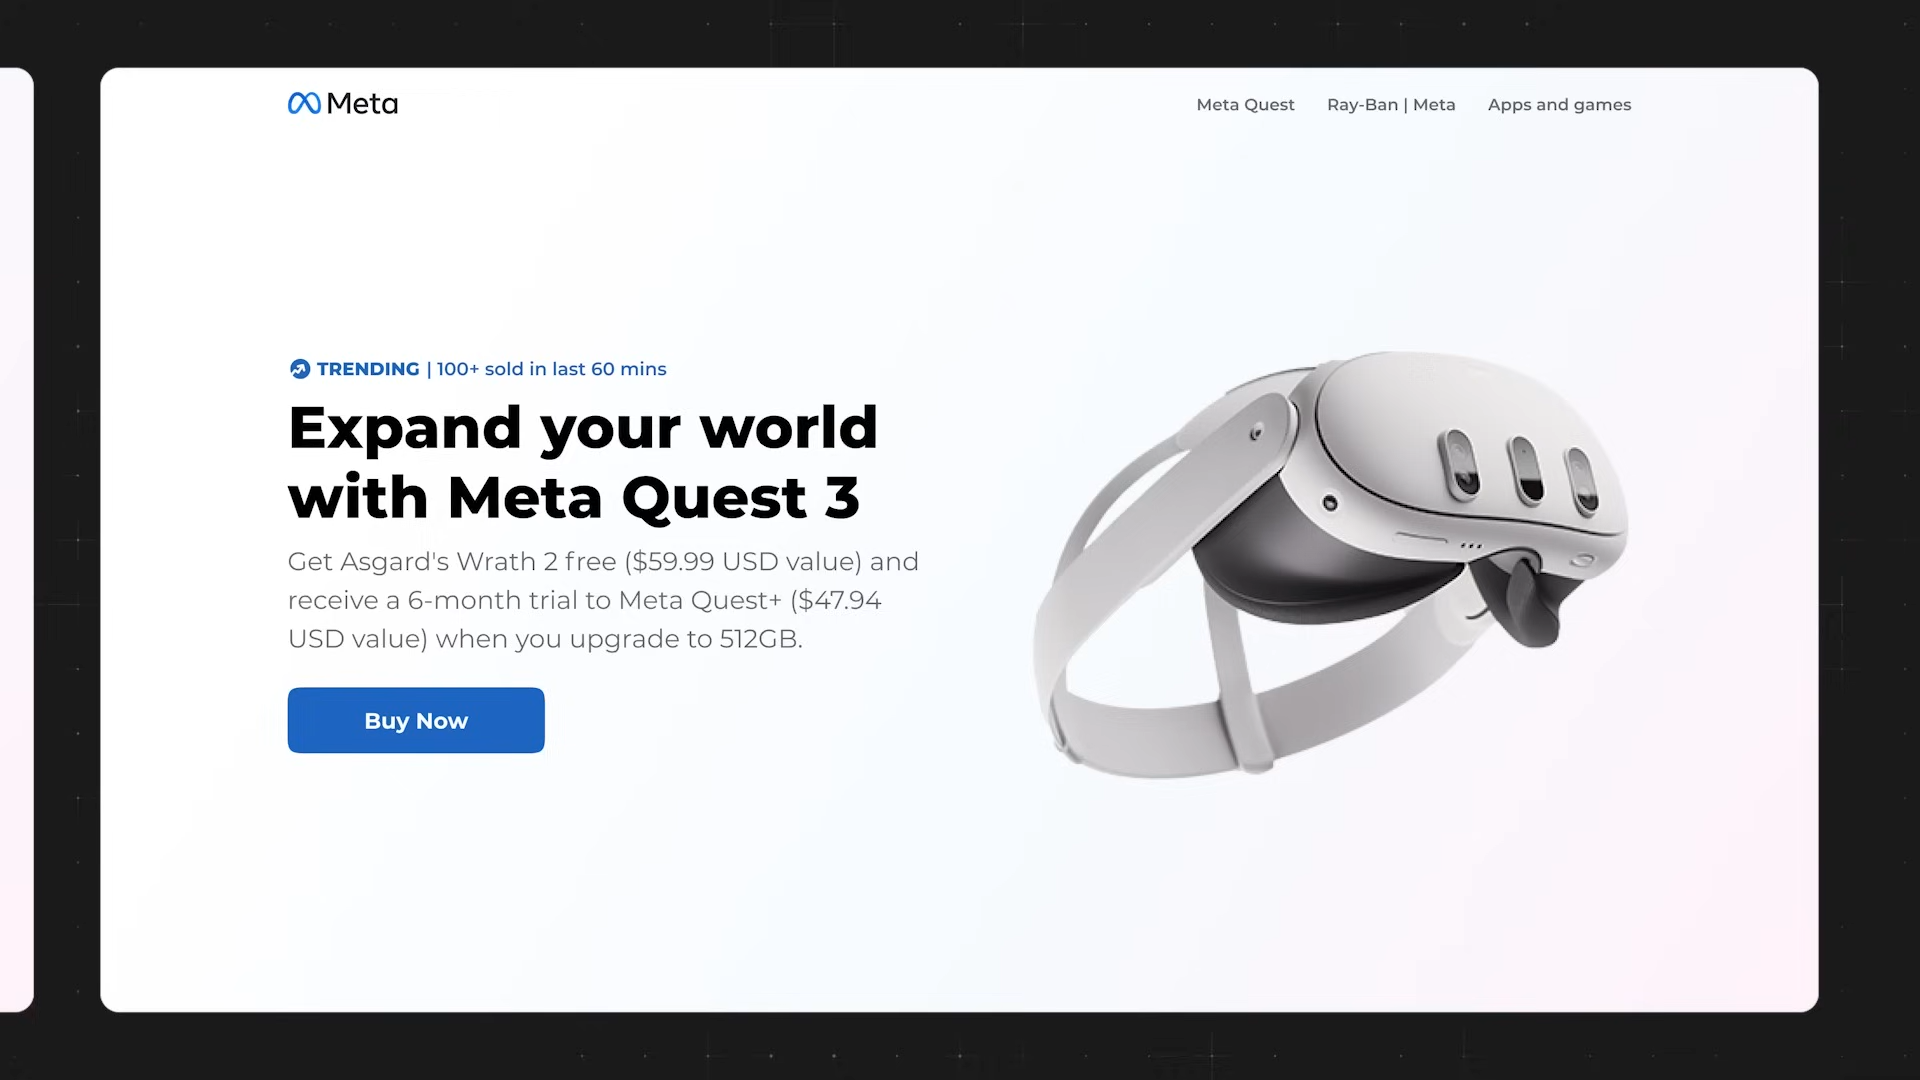 Meta
Meta Quest
Ray-Ban | Meta
Apps and games
TRENDING | 100+ sold in last 60 mins
Expand your world
with Meta Quest 3
Get Asgard's Wrath 2 free ($59.99 USD value) and
receive a 6-month trial to Meta Quest+ ($47.94
USD value) when you upgrade to 512GB.
Buy Now